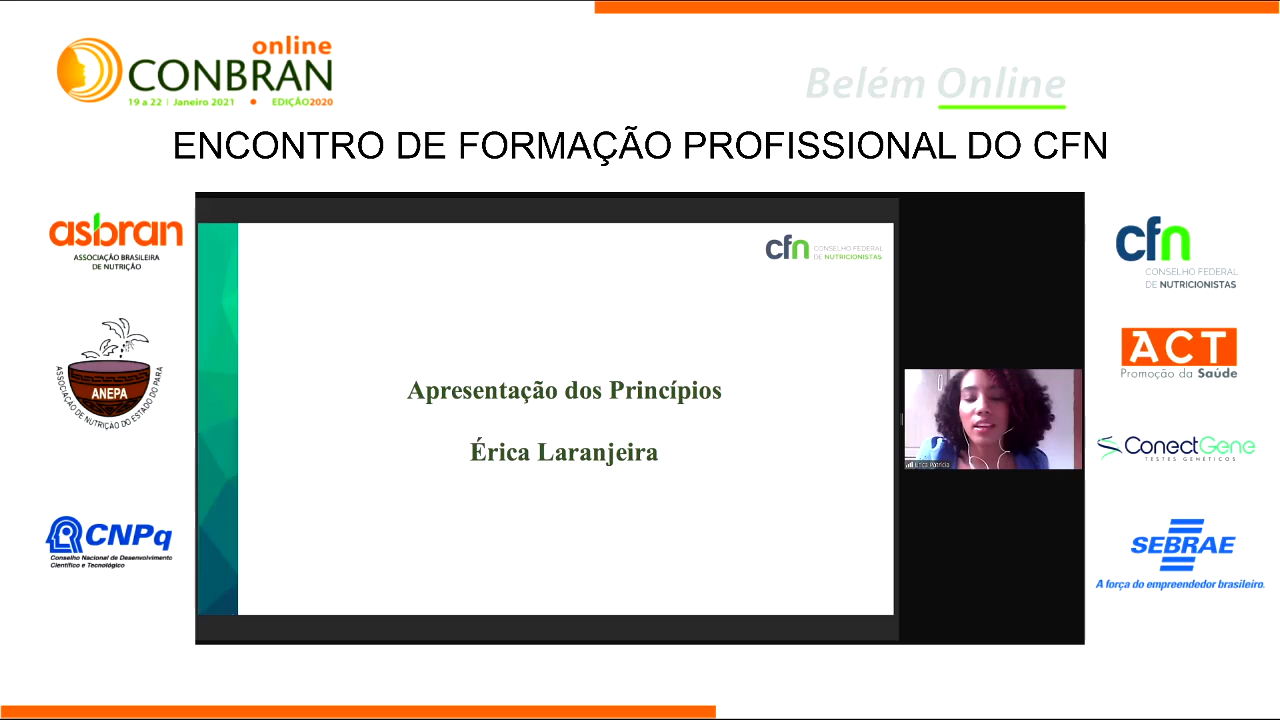 online
CONBRAN
19 a 22 | Janeiro 2021 • EDIÇÃO2020
Belém Online
ENCONTRO DE FORMAÇÃO PROFISSIONAL DO CFN
asbran
ASSOCIAÇÃO BRASILEIRA
DE NUTRIÇÃO
ANEPA
ASSOCIAÇÃO DE NUTRIÇÃO DO ESTADO DO PARÁ
CNPq
Conselho Nacional de Desenvolvimento
Científico e Tecnológico
cfn CONSELHO FEDERAL
DE NUTRICIONISTAS
Apresentação dos Princípios
Érica Laranjeira
Érica Patrícia
cfn
CONSELHO FEDERAL
DE NUTRICIONISTAS
ACT
Promoção da Saúde
ConectGene
TESTES GENÉTICOS
SEBRAE
A força do empreendedor brasileiro.